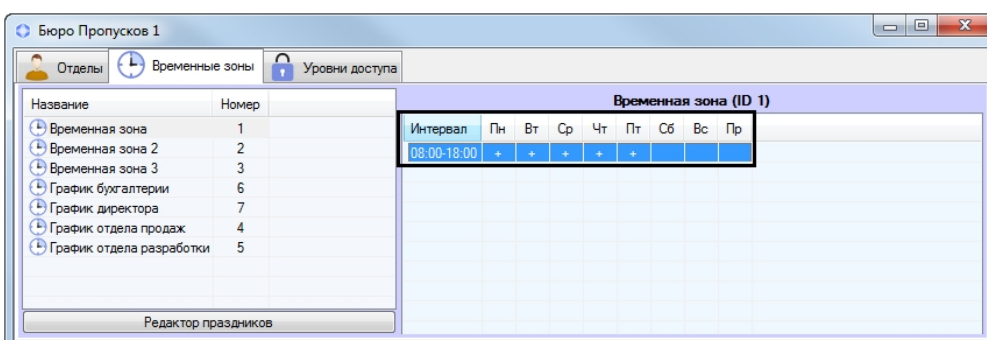 Бюро Пропусков 1
Отделы Временные зоны Уровни доступа
Название Номер
Временная зона 1
Временная зона 2 2
Временная зона 3 3
График бухгалтерии 6
График директора 7
График отдела продаж 4
График отдела разработки 5
Редактор праздников
Временная зона (ID 1)
Интервал Пн Вт Ср Чт Пт Сб Вс Пр
08:00-18:00 + + + + +